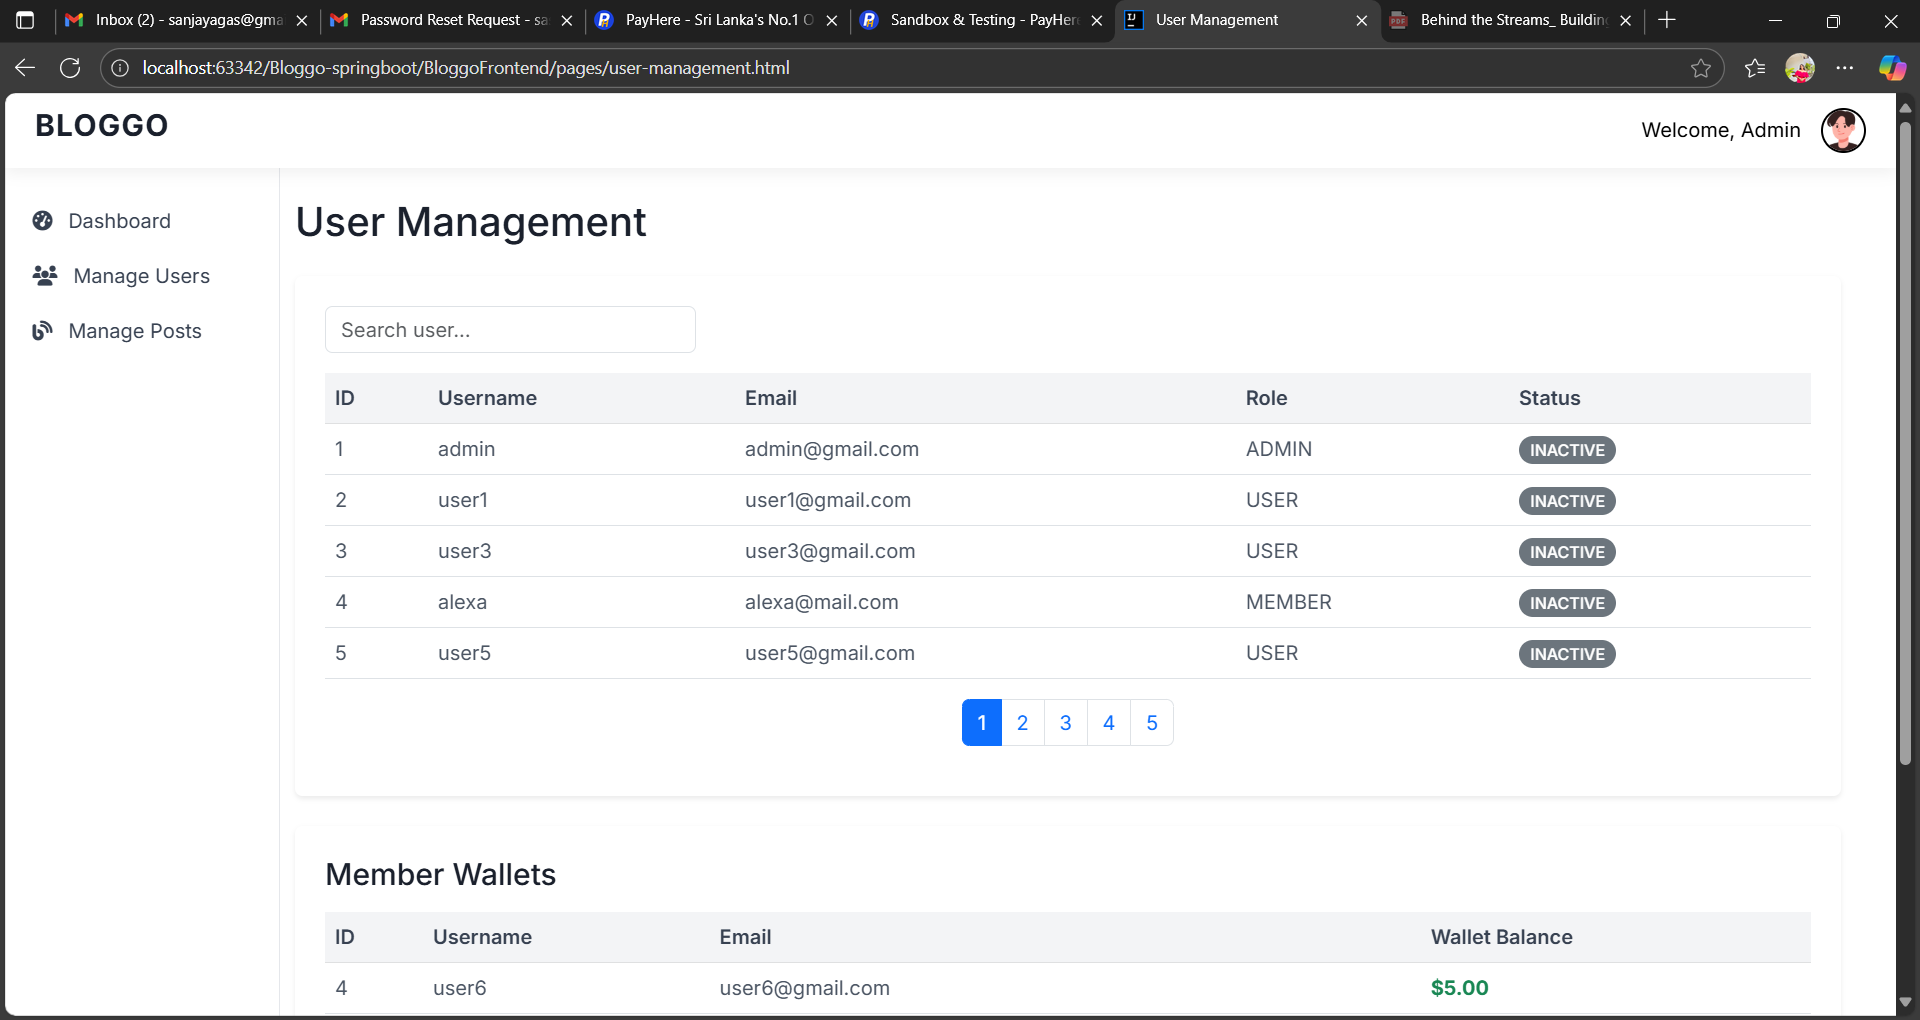 Inbox (2) - sanjayagas@gma
Password Reset Request - sa
PayHere - Sri Lanka's No.1 O
Sandbox & Testing - PayHere
User Management
Behind the Streams_ Building
localhost:63342/Bloggo-springboot/BloggoFrontend/pages/user-management.html
BLOGGO
Welcome, Admin
Dashboard
Manage Users
Manage Posts
User Management
Search user...
ID Username Email Role Status
1 admin admin@gmail.com ADMIN INACTIVE
2 user1 user1@gmail.com USER INACTIVE
3 user3 user3@gmail.com USER INACTIVE
4 alexa alexa@mail.com MEMBER INACTIVE
5 user5 user5@gmail.com USER INACTIVE
1 2 3 4 5
Member Wallets
ID Username Email Wallet Balance
4 user6 user6@gmail.com $5.00